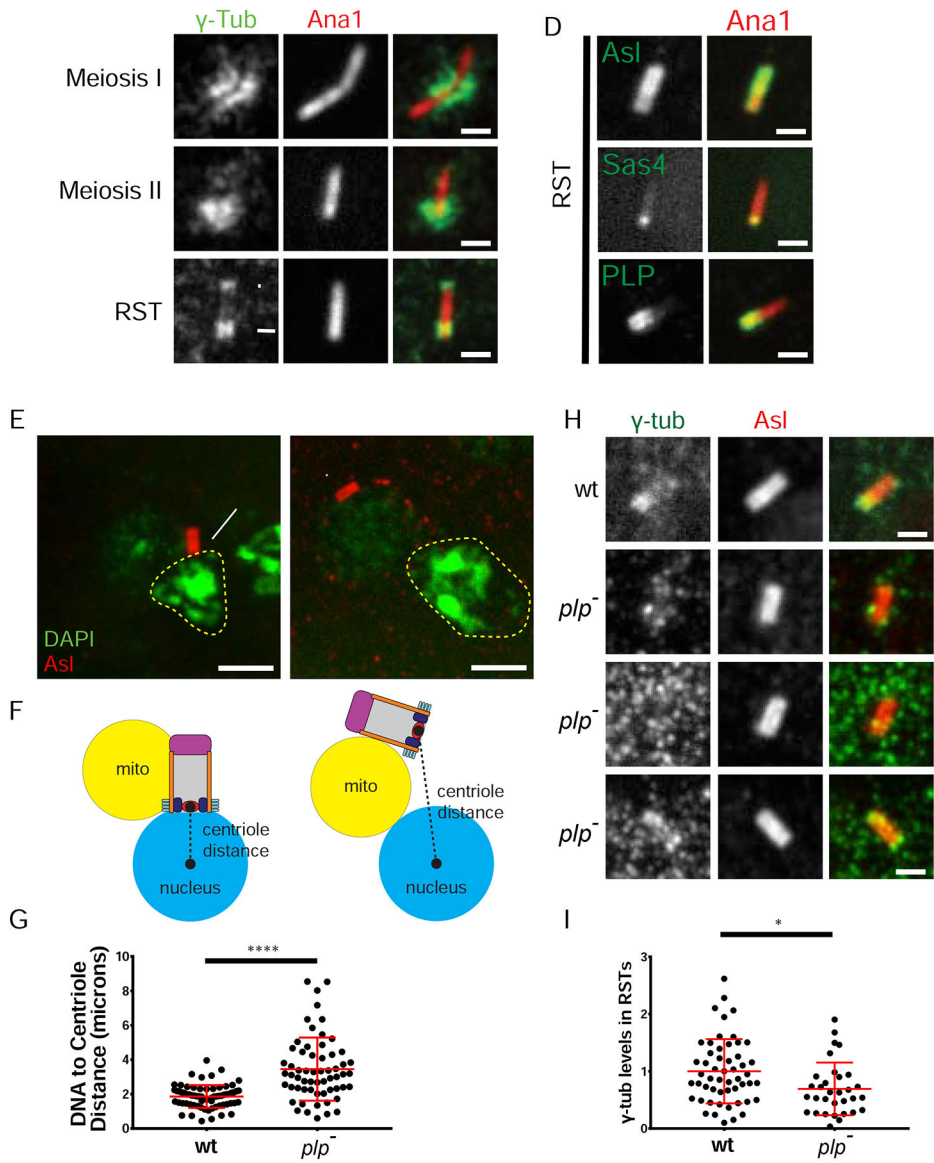 γ-Tub Ana1
Meiosis I
Meiosis II
RST
D
Ana1
RST
Asl
Sas4
PLP
E
DAPI
Asl
F
mito
centriole
distance
nucleus
mito
centriole
distance
nucleus
G
****
DNA to Centriole
Distance (microns)
10
8
6
4
2
0
wt
plp⁻
H
γ-tub Asl
wt
plp⁻
plp⁻
plp⁻
I
*
γ-tub levels in RSTs
3
2
1
0
wt
plp⁻